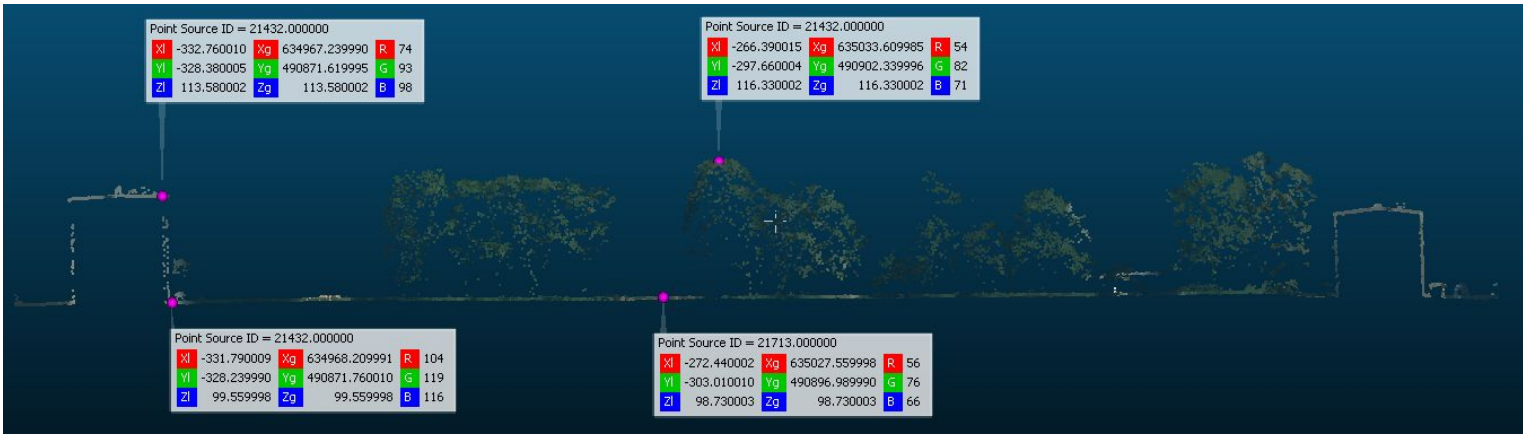 Point Source ID = 21432.000000
Xl -332.760010 Xg 634967.239990 R 74
Yl -328.380005 Yg 490871.619995 G 93
Zl 113.580002 Zg 113.580002 B 98
Point Source ID = 21432.000000
Xl -266.390015 Xg 635033.609985 R 54
Yl -297.660004 Yg 490902.339996 G 82
Zl 116.330002 Zg 116.330002 B 71
Point Source ID = 21432.000000
Xl -331.790009 Xg 634968.209991 R 104
Yl -328.239990 Yg 490871.760010 G 119
Zl 99.559998 Zg 99.559998 B 116
Point Source ID = 21713.000000
Xl -272.440002 Xg 635027.559998 R 56
Yl -303.010010 Yg 490896.989990 G 76
Zl 98.730003 Zg 98.730003 B 66